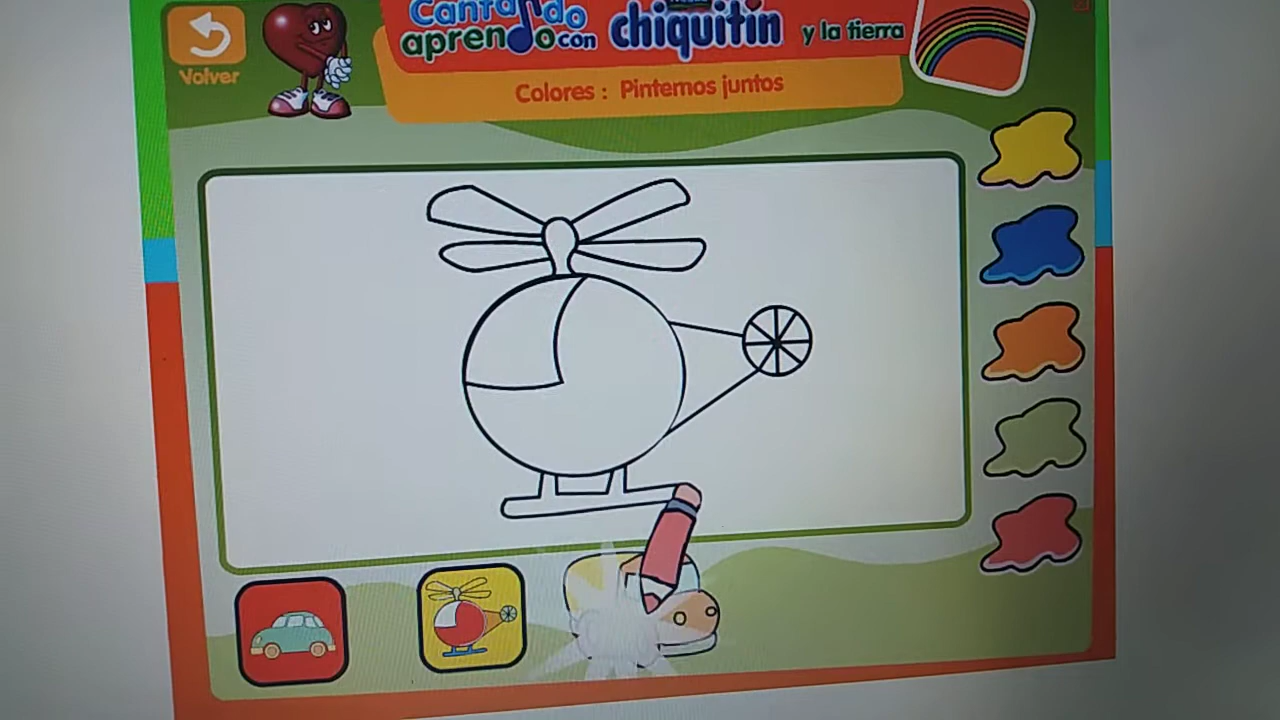 Volver
Cantando
aprendo con chiquitín y la tierra
Colores : Pintemos juntos